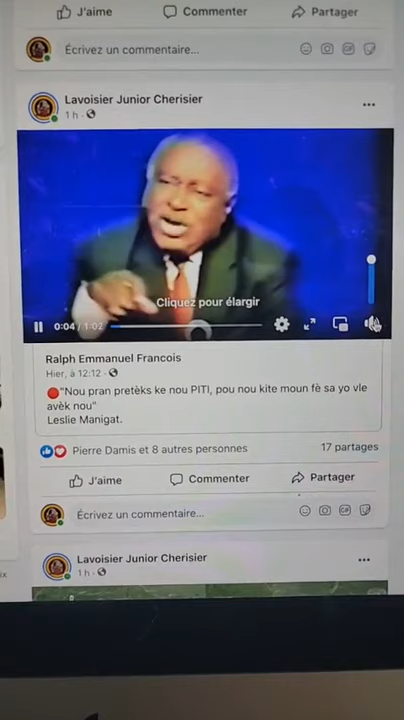 J'aime Commenter Partager
Écrivez un commentaire...
Lavoisier Junior Cherisier
1 h ·
Cliquez pour élargir
0:04 / 1:02
Ralph Emmanuel Francois
Hier, à 12:12 ·
"Nou pran pretèks ke nou PITI, pou nou kite moun fè sa yo vle
avèk nou"
Leslie Manigat.
Pierre Damis et 8 autres personnes 17 partages
J'aime Commenter Partager
Écrivez un commentaire...
Lavoisier Junior Cherisier
1 h ·